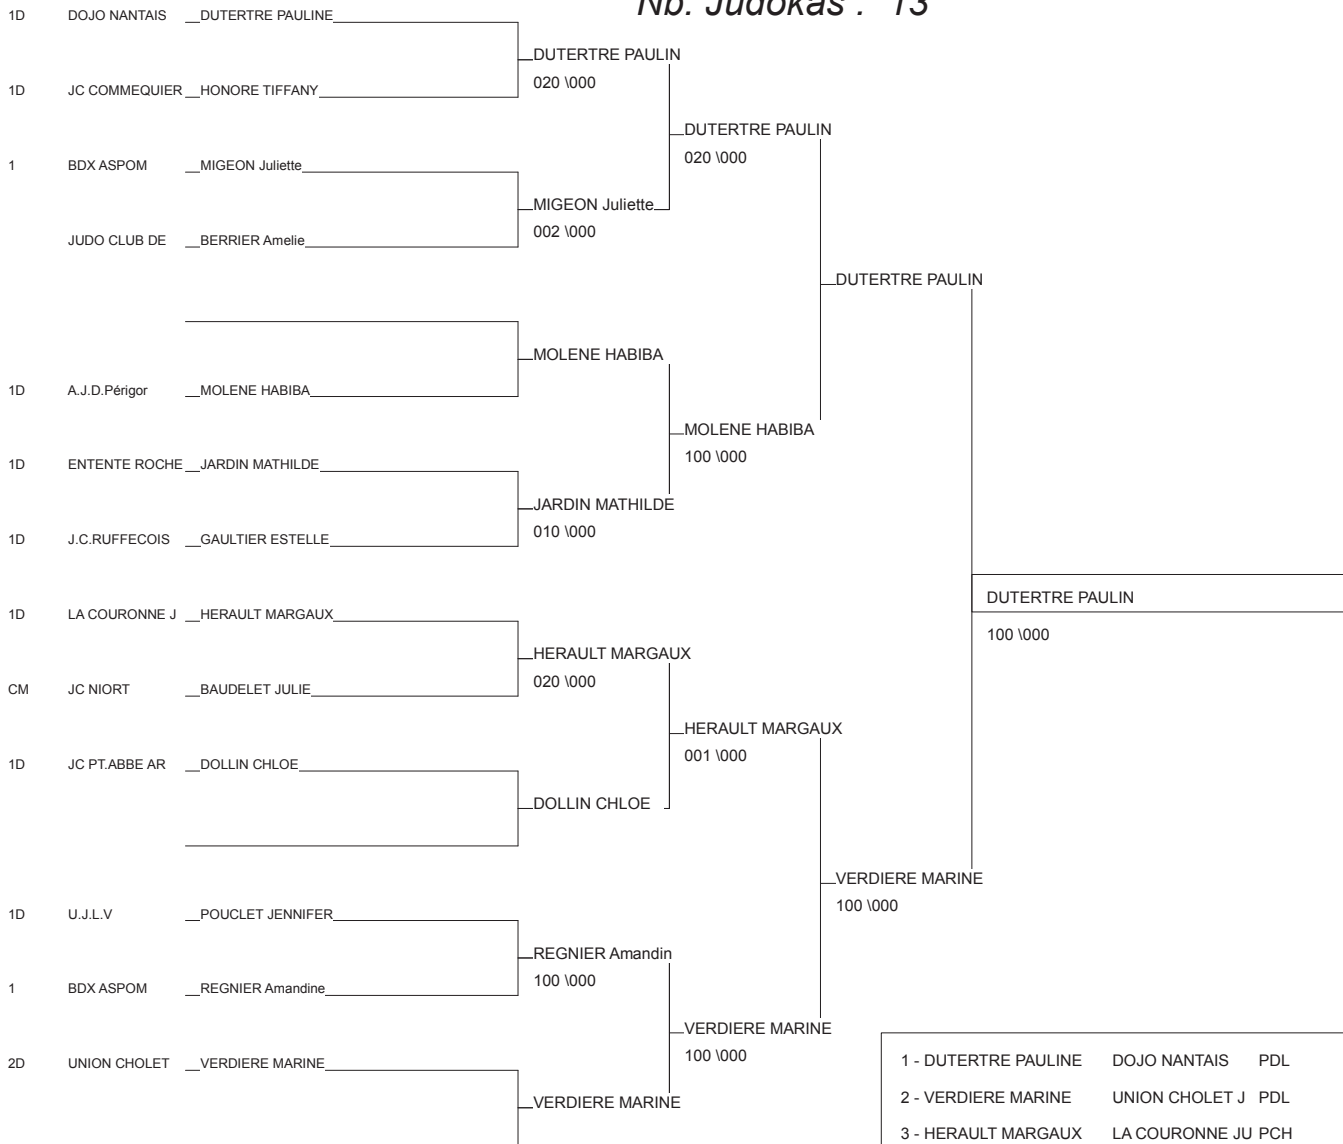 Nb. Judokas : 13
1D DOJO NANTAIS DUTERTRE PAULINE
DUTERTRE PAULIN
020 \000
1D JC COMMEQUIER HONORE TIFFANY
DUTERTRE PAULIN
020 \000
1 BDX ASPOM MIGEON Juliette
MIGEON Juliette
002 \000
JUDO CLUB DE BERRIER Amelie
DUTERTRE PAULIN
MOLENE HABIBA
1D A.J.D.Périgor MOLENE HABIBA
MOLENE HABIBA
100 \000
1D ENTENTE ROCHE JARDIN MATHILDE
JARDIN MATHILDE
010 \000
1D J.C.RUFFECOIS GAULTIER ESTELLE
DUTERTRE PAULIN
100 \000
1D LA COURONNE J HERAULT MARGAUX
HERAULT MARGAUX
020 \000
CM JC NIORT BAUDELET JULIE
HERAULT MARGAUX
001 \000
1D JC PT.ABBE AR DOLLIN CHLOE
DOLLIN CHLOE
VERDIERE MARINE
100 \000
1D U.J.L.V POUCLET JENNIFER
REGNIER Amandin
100 \000
1 BDX ASPOM REGNIER Amandine
VERDIERE MARINE
100 \000
2D UNION CHOLET VERDIERE MARINE
VERDIERE MARINE
1 - DUTERTRE PAULINE DOJO NANTAIS PDL
2 - VERDIERE MARINE UNION CHOLET J PDL
3 - HERAULT MARGAUX LA COURONNE JU PCH